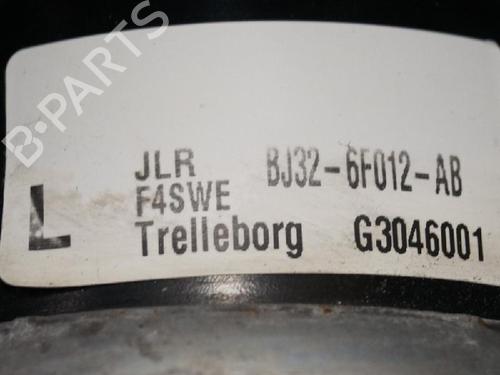 B-PARTS
JLR BJ32-6F012-AB
F4SWE
L
Trelleborg G3046001